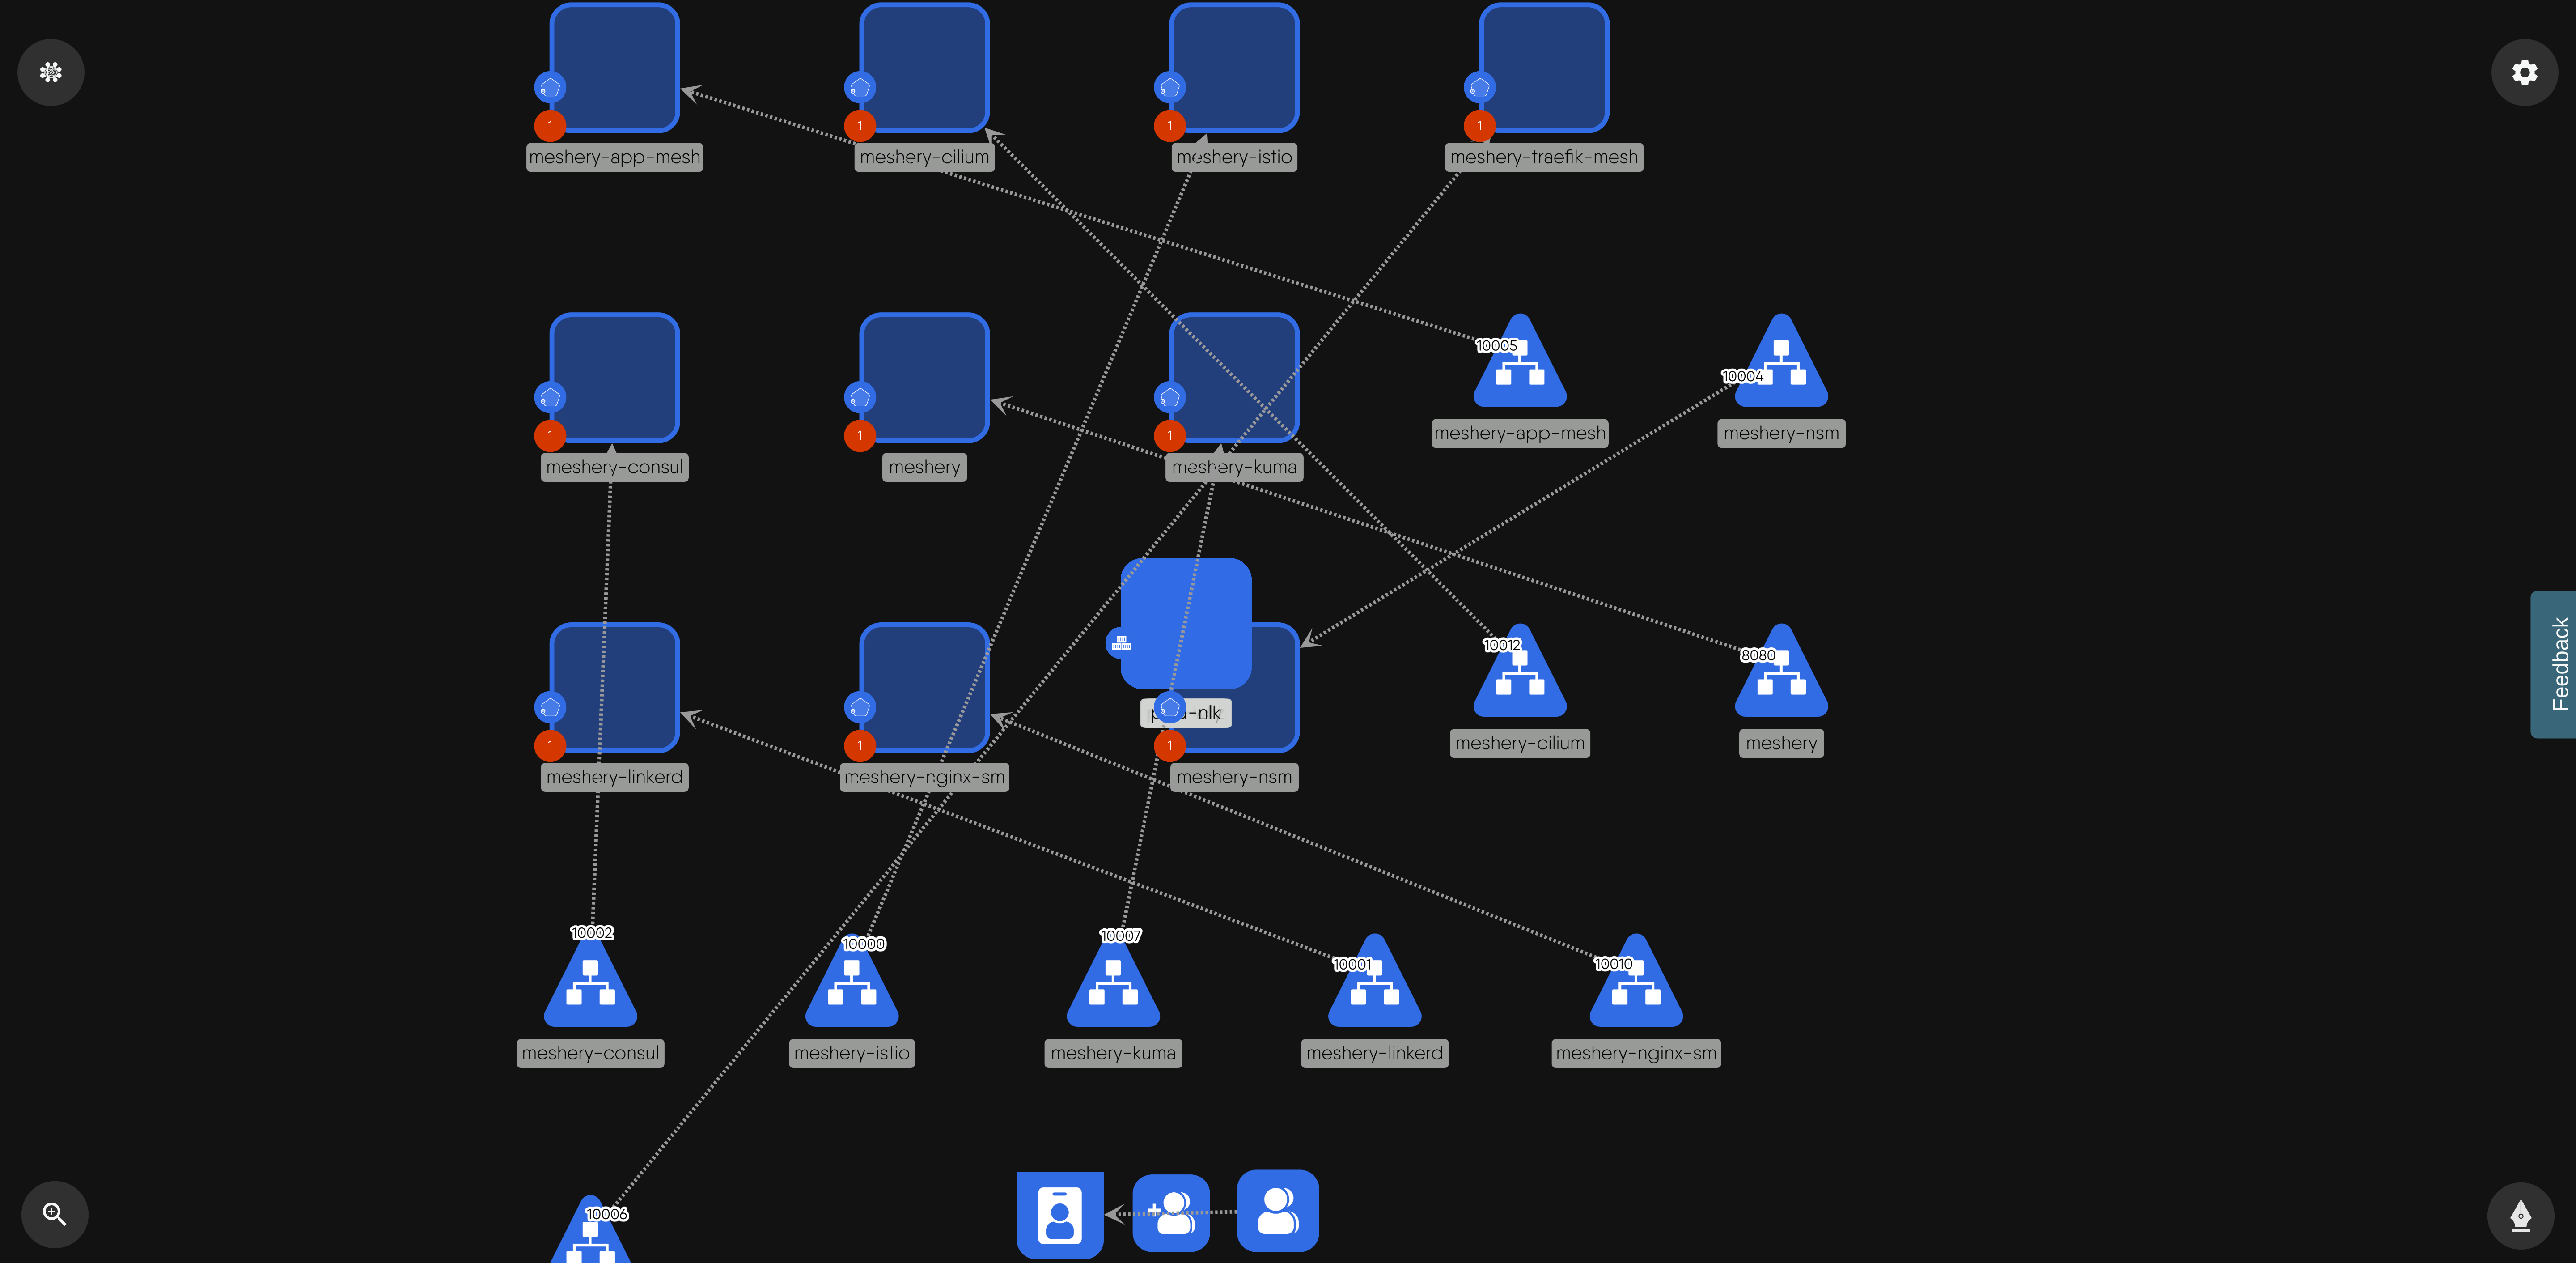 1
1
1
1
meshery-app-mesh
meshery-cilium
meshery-istio
meshery-traefik-mesh
10005
10004
1
1
1
meshery-app-mesh
meshery-nsm
meshery-consul
meshery
meshery-kuma
10012
8080
1
1
1
meshery-cilium
meshery
meshery-linkerd
meshery-nginx-sm
meshery-nsm
Feedback
10002
10000
10007
10001
10010
meshery-consul
meshery-istio
meshery-kuma
meshery-linkerd
meshery-nginx-sm
10006